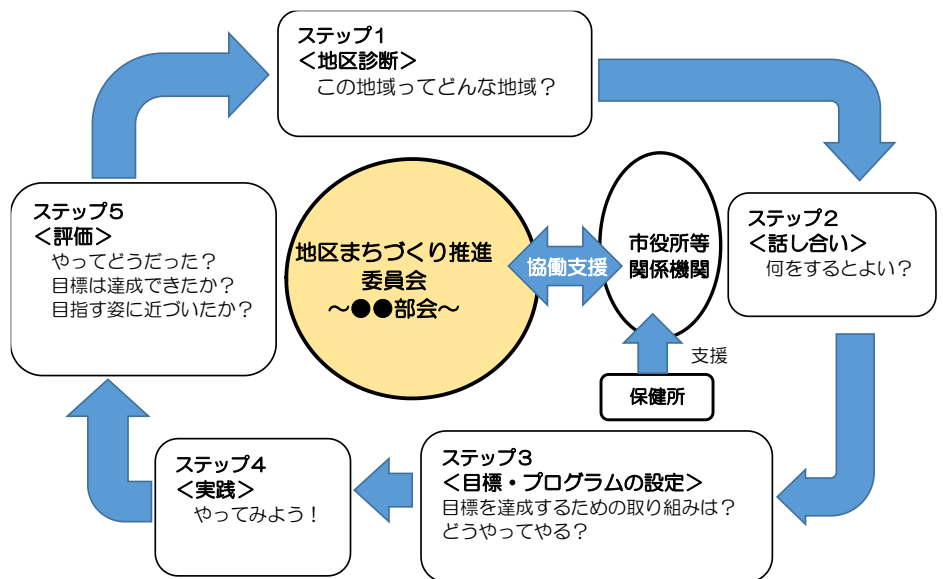 ステップ1
<地区診断>
この地域ってどんな地域?
ステップ2
<話し合い>
何をするとよい?
ステップ3
<目標・プログラムの設定>
目標を達成するための取り組みは?
どうやってやる?
ステップ4
<実践>
やってみよう!
ステップ5
<評価>
やってどうだった?
目標は達成できたか?
目指す姿に近づいたか?
地区まちづくり推進
委員会
~●●部会~
協働支援
市役所等
関係機関
支援
保健所